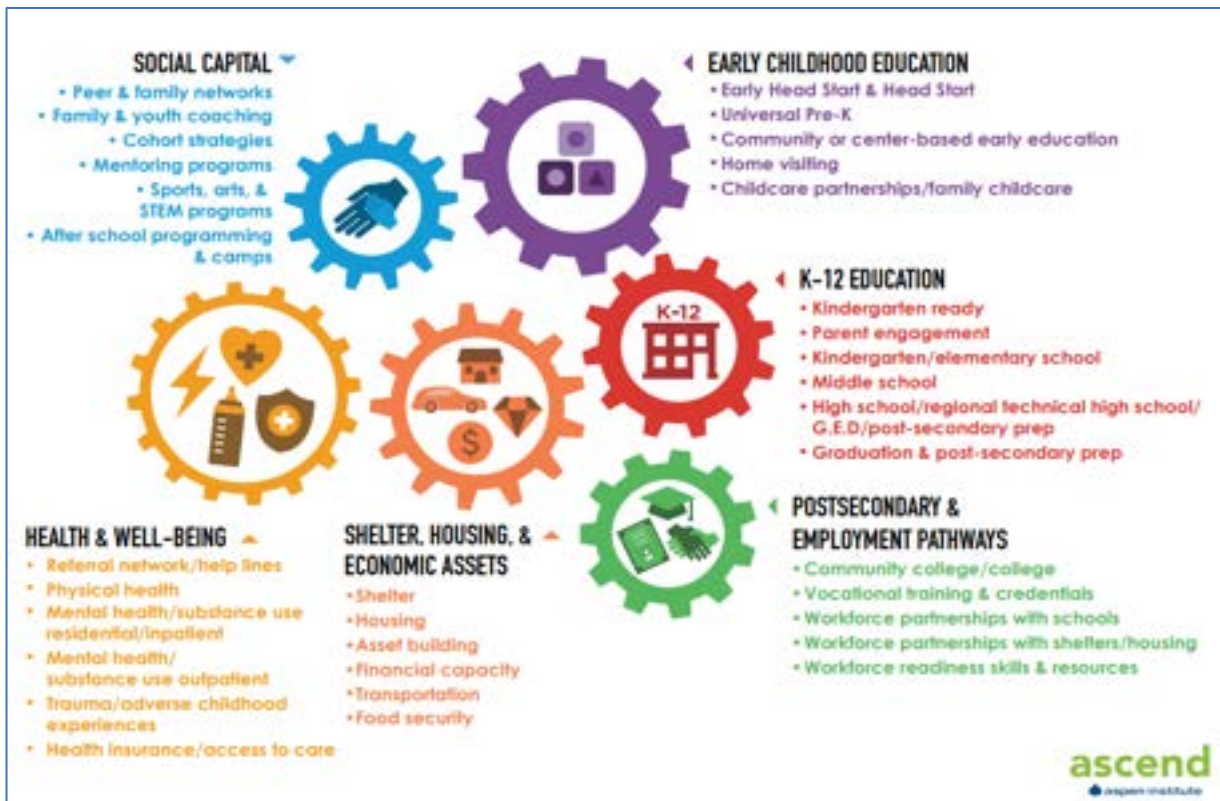 SOCIAL CAPITAL
• Peer & family networks
• Family & youth coaching
• Cohort strategies
• Mentoring programs
• Sports, arts, &
STEM programs
• After school programming
& camps
EARLY CHILDHOOD EDUCATION
• Early Head Start & Head Start
• Universal Pre-K
• Community or center-based early education
• Home visiting
• Childcare partnerships/family childcare
K-12
K-12 EDUCATION
• Kindergarten ready
• Parent engagement
• Kindergarten/elementary school
• Middle school
• High school/regional technical high school/
G.E.D/post-secondary prep
• Graduation & post-secondary prep
$
HEALTH & WELL-BEING
• Referral network/help lines
• Physical health
• Mental health/substance use
residential/inpatient
• Mental health/
substance use outpatient
• Trauma/adverse childhood
experiences
• Health insurance/access to care
SHELTER, HOUSING, &
ECONOMIC ASSETS
• Shelter
• Housing
• Asset building
• Financial capacity
• Transportation
• Food security
POSTSECONDARY &
EMPLOYMENT PATHWAYS
• Community college/college
• Vocational training & credentials
• Workforce partnerships with schools
• Workforce partnerships with shelters/housing
• Workforce readiness skills & resources
ascend
aspen institute